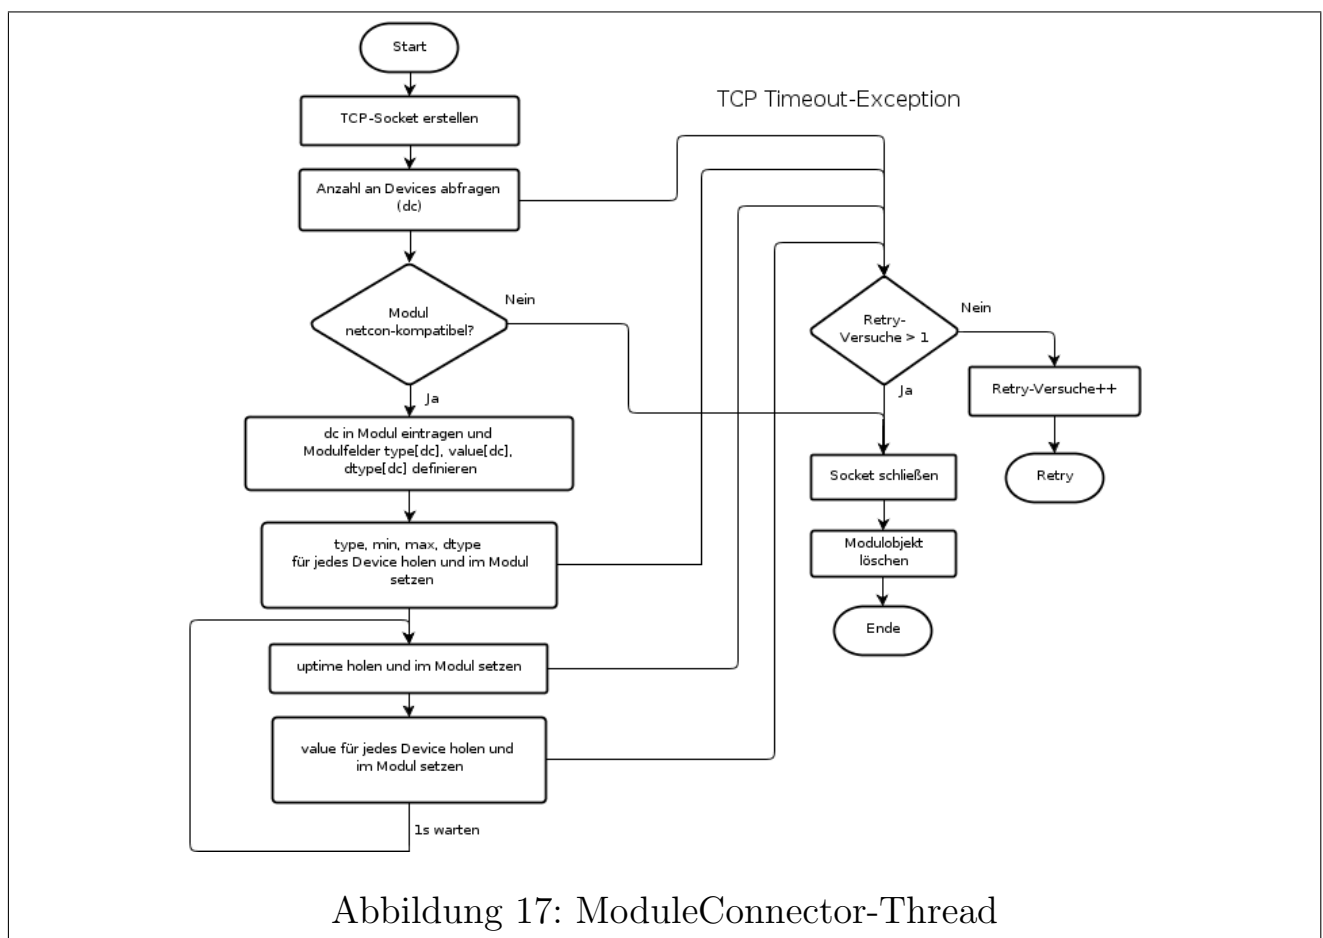 Start
TCP-Socket erstellen
Anzahl an Devices abfragen
(dc)
Modul
netcon-kompatibel?
Nein
Ja
dc in Modul eintragen und
Modulfelder type[dc], value[dc],
dtype[dc] definieren
type, min, max, dtype
für jedes Device holen und im Modul
setzen
uptime holen und im Modul setzen
value für jedes Device holen und
im Modul setzen
1s warten
TCP Timeout-Exception
Retry-
Versuche > 1
Nein
Ja
Retry-Versuche++
Retry
Socket schließen
Modulobjekt
löschen
Ende
Abbildung 17: ModuleConnector-Thread